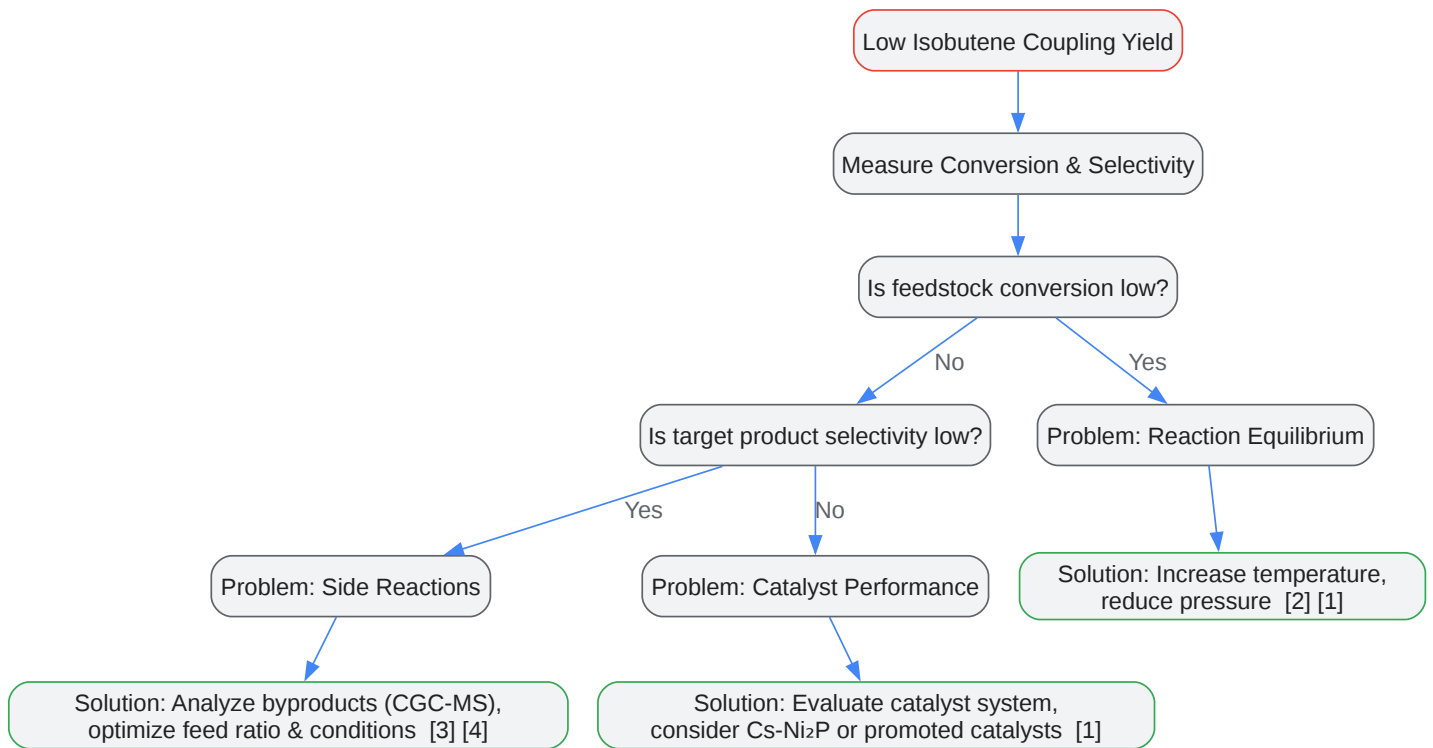 Low Isobutene Coupling Yield
Measure Conversion & Selectivity
Is feedstock conversion low?
No
Yes
Is target product selectivity low?
Problem: Reaction Equilibrium
Yes
No
Problem: Side Reactions
Problem: Catalyst Performance
Solution: Increase temperature,
reduce pressure  [2] [1]
Solution: Analyze byproducts (CGC-MS),
optimize feed ratio & conditions  [3] [4]
Solution: Evaluate catalyst system,
consider Cs-Ni₂P or promoted catalysts  [1]